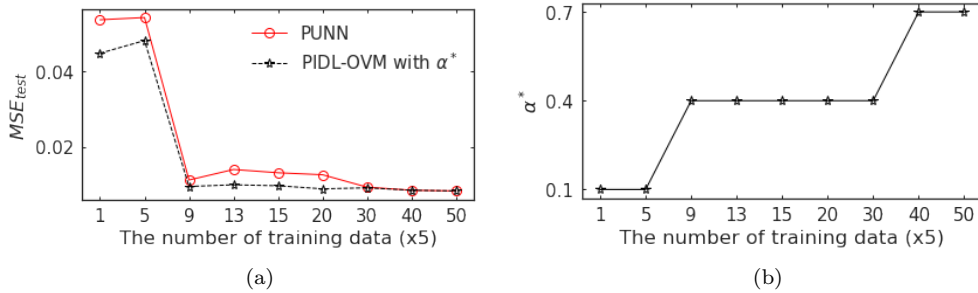 PUNN
PIDL-OVM with α*
MSE_test
0.04
0.02
1 5 9 13 15 20 30 40 50
The number of training data (x5)
(a)
α*
0.7
0.4
0.1
1 5 9 13 15 20 30 40 50
The number of training data (x5)
(b)